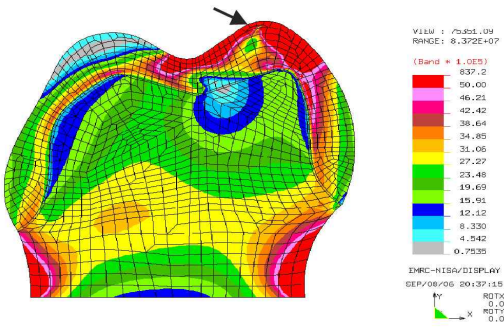 VIEW : 75351.09
RANGE: 8.372E+07
(Band * 1.0E5)
837.2
50.00
46.21
42.42
38.64
34.85
31.06
27.27
23.48
19.69
15.91
12.12
8.330
4.542
0.7535
EMRC-NISA/DISPLAY
SEP/08/06 20:37:15
Y
X
ROTX
0.0
ROTY
0.0